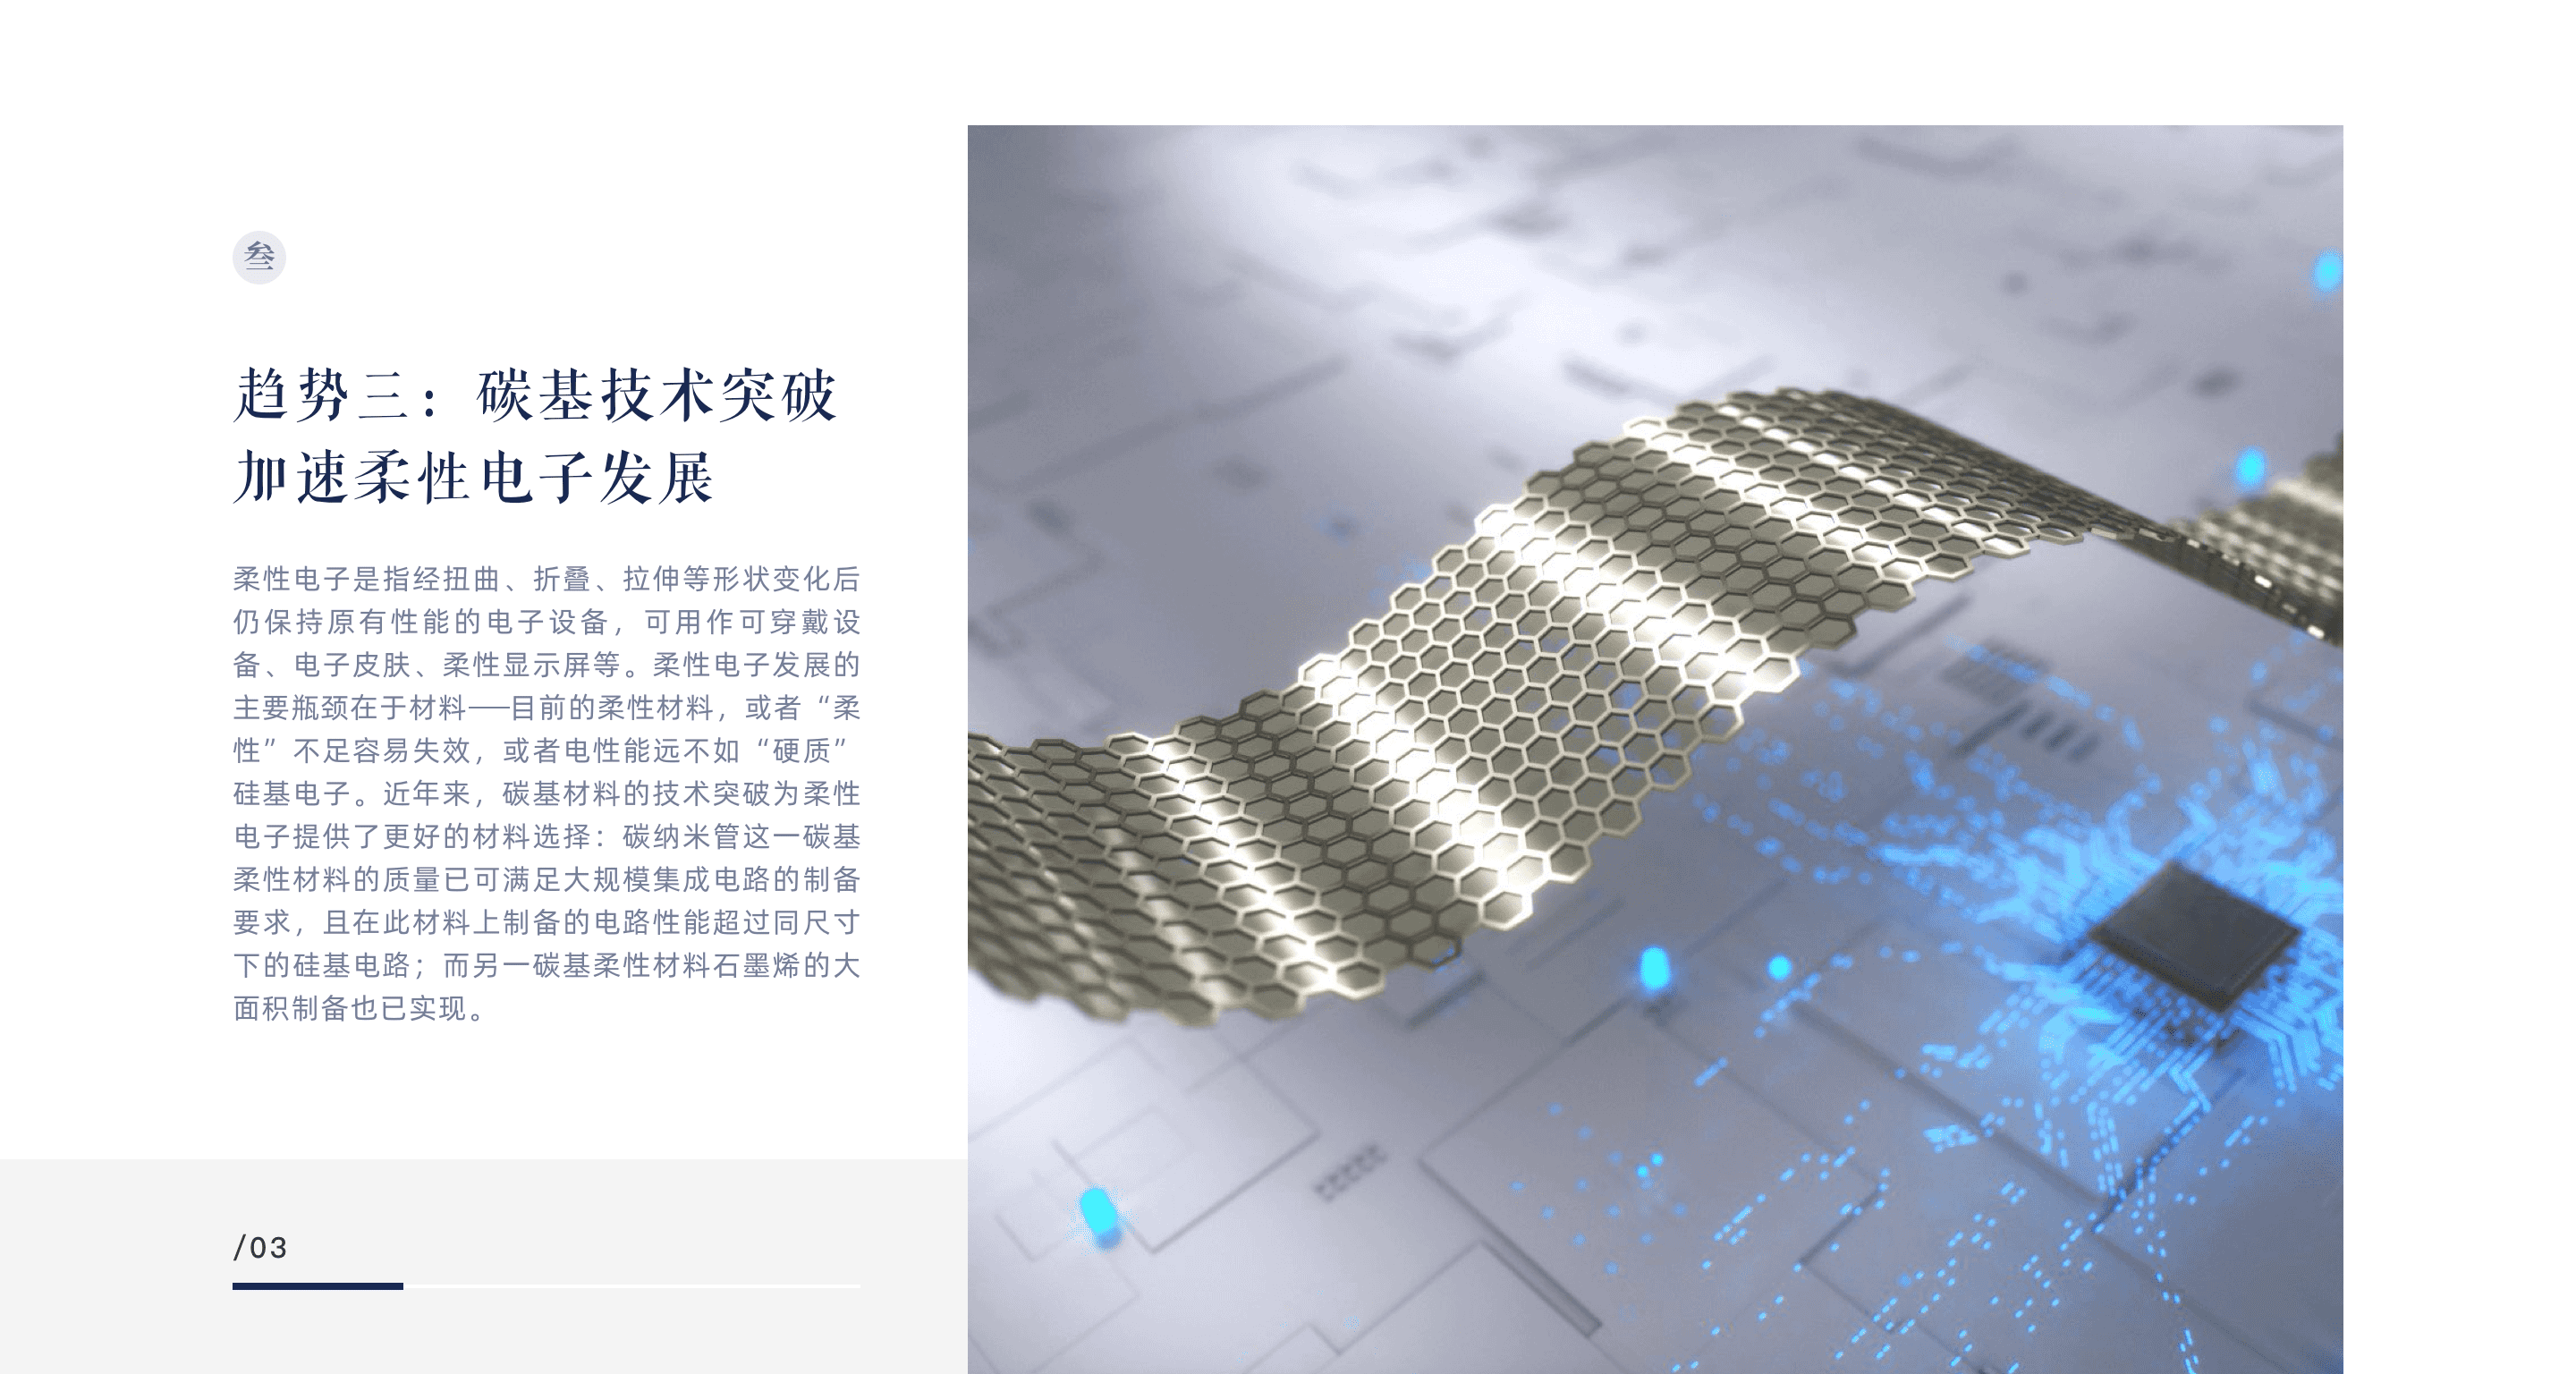 叁
趋势三：碳基技术突破
加速柔性电子发展
柔性电子是指经扭曲、折叠、拉伸等形状变化后
仍保持原有性能的电子设备，可用作可穿戴设
备、电子皮肤、柔性显示屏等。柔性电子发展的
主要瓶颈在于材料——目前的柔性材料，或者“柔
性”不足容易失效，或者电性能远不如“硬质”
硅基电子。近年来，碳基材料的技术突破为柔性
电子提供了更好的材料选择：碳纳米管这一碳基
柔性材料的质量已可满足大规模集成电路的制备
要求，且在此材料上制备的电路性能超过同尺寸
下的硅基电路；而另一碳基柔性材料石墨烯的大
面积制备也已实现。
/03